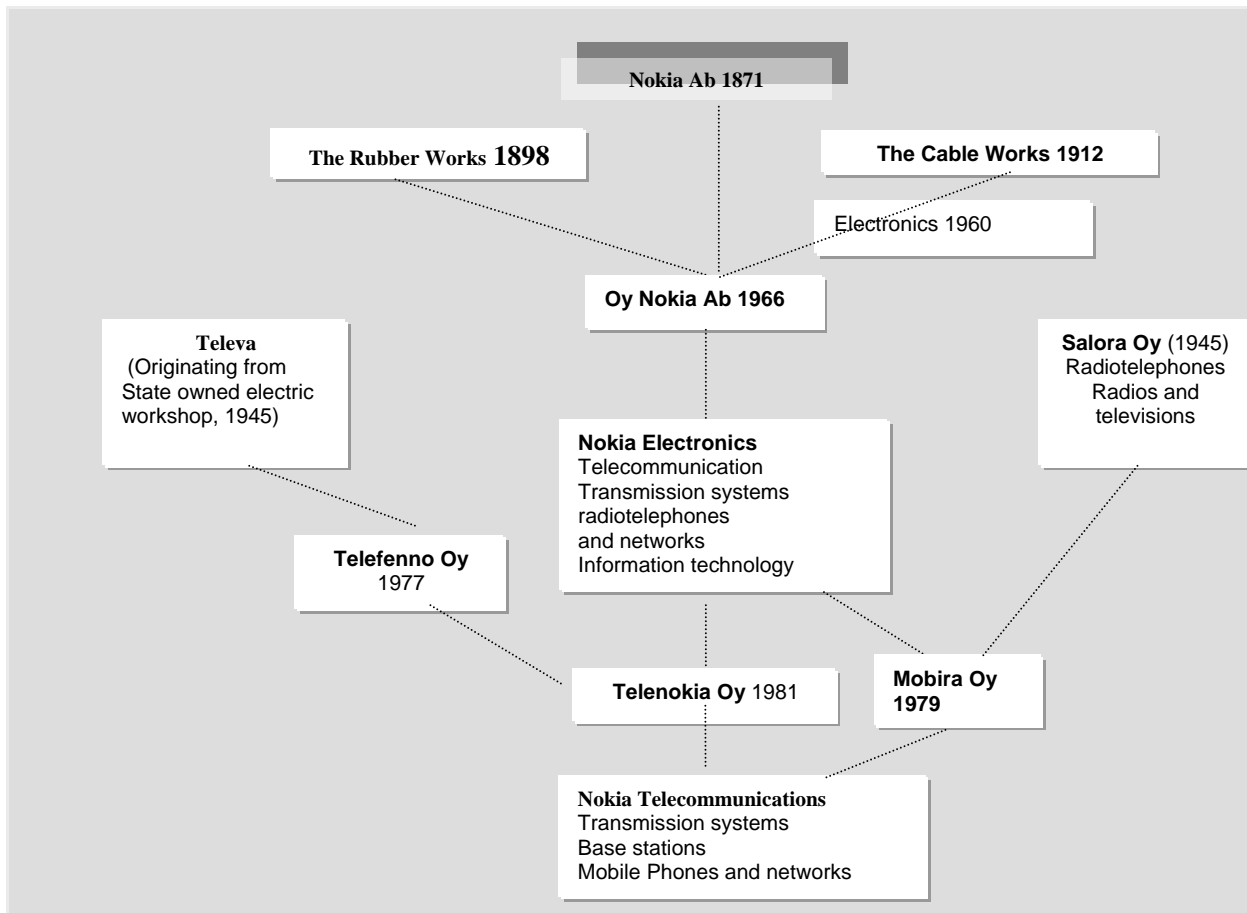 Nokia Ab 1871
The Rubber Works 1898
The Cable Works 1912
Electronics 1960
Oy Nokia Ab 1966
Televa
(Originating from
State owned electric
workshop, 1945)
Salora Oy (1945)
Radiotelephones
Radios and
televisions
Nokia Electronics
Telecommunication
Transmission systems
radiotelephones
and networks
Information technology
Telefenno Oy
1977
Telenokia Oy 1981
Mobira Oy
1979
Nokia Telecommunications
Transmission systems
Base stations
Mobile Phones and networks